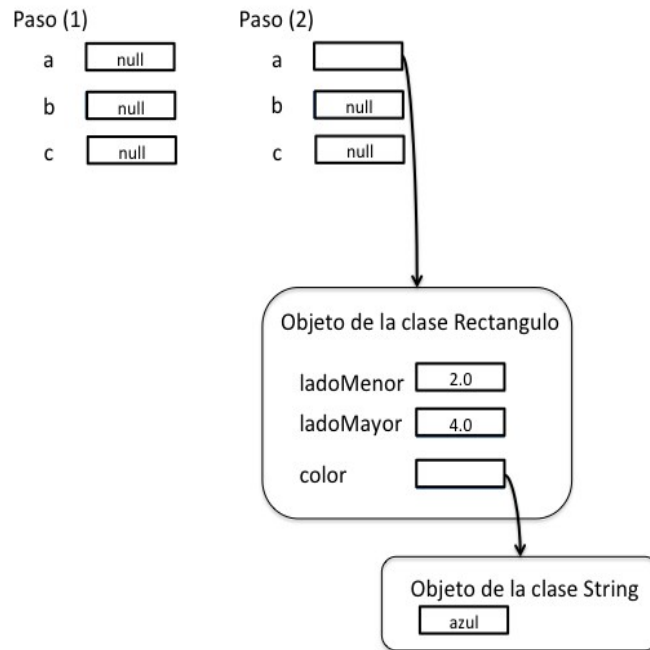 Paso (1)
a null
b null
c null
Paso (2)
a
b null
c null
Objeto de la clase Rectangulo
ladoMenor 2.0
ladoMayor 4.0
color
Objeto de la clase String
azul